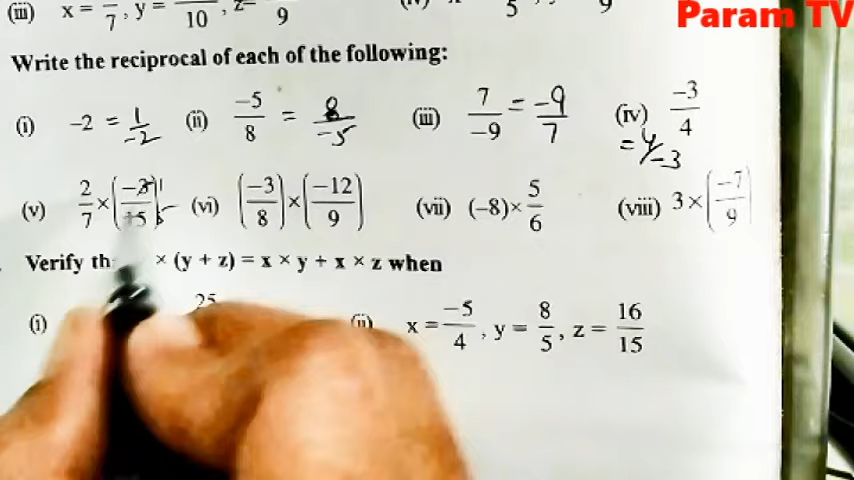 (iii) x = — 7 , y = — 10 , z= — 9 5 , 9
Param TV
Write the reciprocal of each of the following:
(i) -2 = 1/-2 (ii) -5/8 = 8/-5 (iii) 7/-9 = -9/7 (iv) -3/4 = 4/-3
(v) 2/7 × (-3/15) (vi) (-3/8) × (-12/9) (vii) (-8) × 5/6 (viii) 3 × (-7/9)
Verify × (y + z) = x × y + x × z when
(i) 25 (ii) x = -5/4 , y = 8/5 , z = 16/15